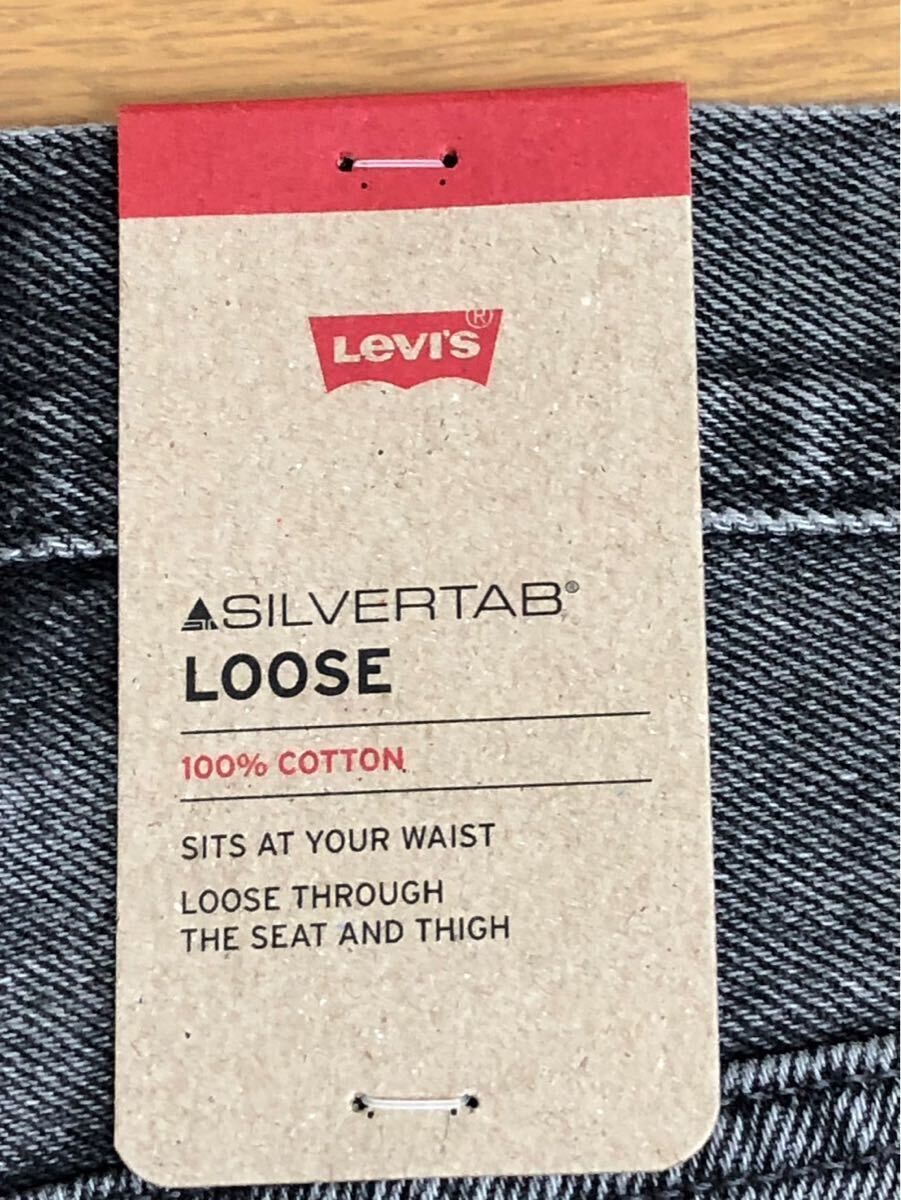 LEVI'S®
SILVERTAB®
LOOSE
100% COTTON
SITS AT YOUR WAIST
LOOSE THROUGH
THE SEAT AND THIGH